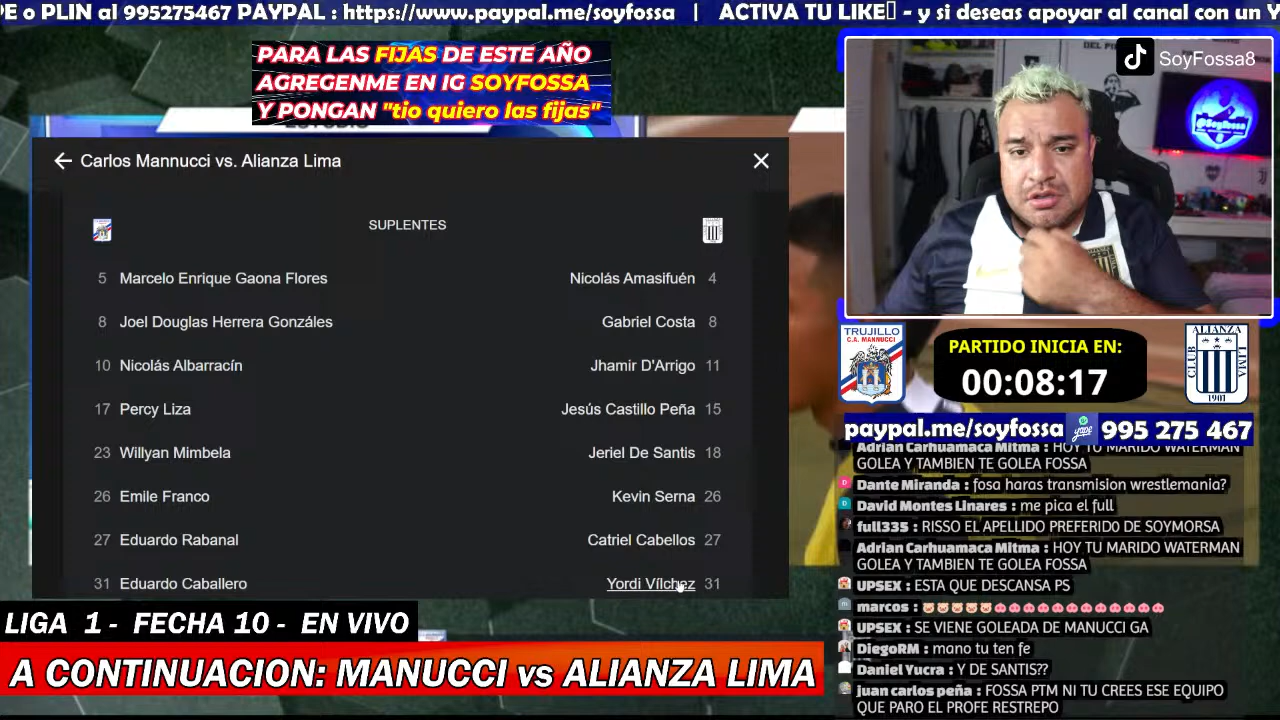 E o PLIN al 995275467 PAYPAL : https://www.paypal.me/soyfossa | ACTIVA TU LIKE - y si deseas apoyar al canal con un Y
PARA LAS FIJAS DE ESTE AÑO
AGREGENME EN IG SOYFOSSA
Y PONGAN "tio quiero las fijas"
SoyFossa8
@Soyfossa
Carlos Mannucci vs. Alianza Lima
SUPLENTES
5 Marcelo Enrique Gaona Flores Nicolás Amasifuén 4
8 Joel Douglas Herrera Gonzáles Gabriel Costa 8
10 Nicolás Albarracín Jhamir D'Arrigo 11
17 Percy Liza Jesús Castillo Peña 15
23 Willyan Mimbela Jeriel De Santis 18
26 Emile Franco Kevin Serna 26
27 Eduardo Rabanal Catriel Cabellos 27
31 Eduardo Caballero Yordi Vílchez 31
TRUJILLO
C.A. MANNUCCI
PARTIDO INICIA EN:
00:08:17
ALIANZA
CLUB
LIMA
1901
paypal.me/soyfossa yape 995 275 467
Adrian Carhuamaca Mitma : HOY TU MARIDO WATERMAN
GOLEA Y TAMBIEN TE GOLEA FOSSA
Dante Miranda : fosa haras transmision wrestlemania?
David Montes Linares : me pica el full
full335 : RISSO EL APELLIDO PREFERIDO DE SOYMORSA
Adrian Carhuamaca Mitma : HOY TU MARIDO WATERMAN
GOLEA Y TAMBIEN TE GOLEA FOSSA
UPSEX : ESTA QUE DESCANSA PS
marcos : 🐷🐷🐷🐷🐷🐽🐽🐽🐽🐽🐽🐽🐽🐽🐽🐽🐽
UPSEX : SE VIENE GOLEADA DE MANUCCI GA
DiegoRM : mano tu ten fe
Daniel Yucra : Y DE SANTIS??
juan carlos peña : FOSSA PTM NI TU CREES ESE EQUIPO
QUE PARO EL PROFE RESTREPO
LIGA 1 - FECHA 10 - EN VIVO
A CONTINUACION: MANUCCI vs ALIANZA LIMA